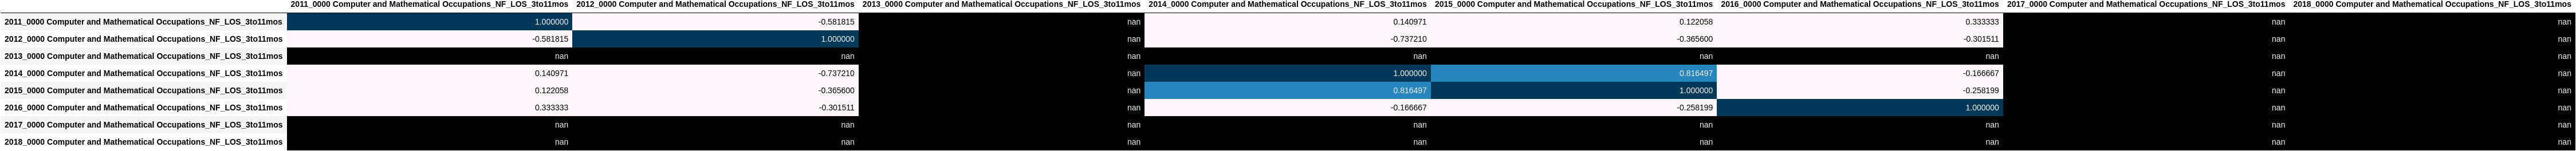 2011_0000 Computer and Mathematical Occupations_NF_LOS_3to11mos 2012_0000 Computer and Mathematical Occupations_NF_LOS_3to11mos 2013_0000 Computer and Mathematical Occupations_NF_LOS_3to11mos 2014_0000 Computer and Mathematical Occupations_NF_LOS_3to11mos 2015_0000 Computer and Mathematical Occupations_NF_LOS_3to11mos 2016_0000 Computer and Mathematical Occupations_NF_LOS_3to11mos 2017_0000 Computer and Mathematical Occupations_NF_LOS_3to11mos 2018_0000 Computer and Mathematical Occupations_NF_LOS_3to11mos
2011_0000 Computer and Mathematical Occupations_NF_LOS_3to11mos 1.000000 -0.581815 nan 0.140971 0.122058 0.333333 nan nan
2012_0000 Computer and Mathematical Occupations_NF_LOS_3to11mos -0.581815 1.000000 nan -0.737210 -0.365600 -0.301511 nan nan
2013_0000 Computer and Mathematical Occupations_NF_LOS_3to11mos nan nan nan nan nan nan nan nan
2014_0000 Computer and Mathematical Occupations_NF_LOS_3to11mos 0.140971 -0.737210 nan 1.000000 0.816497 -0.166667 nan nan
2015_0000 Computer and Mathematical Occupations_NF_LOS_3to11mos 0.122058 -0.365600 nan 0.816497 1.000000 -0.258199 nan nan
2016_0000 Computer and Mathematical Occupations_NF_LOS_3to11mos 0.333333 -0.301511 nan -0.166667 -0.258199 1.000000 nan nan
2017_0000 Computer and Mathematical Occupations_NF_LOS_3to11mos nan nan nan nan nan nan nan nan
2018_0000 Computer and Mathematical Occupations_NF_LOS_3to11mos nan nan nan nan nan nan nan nan